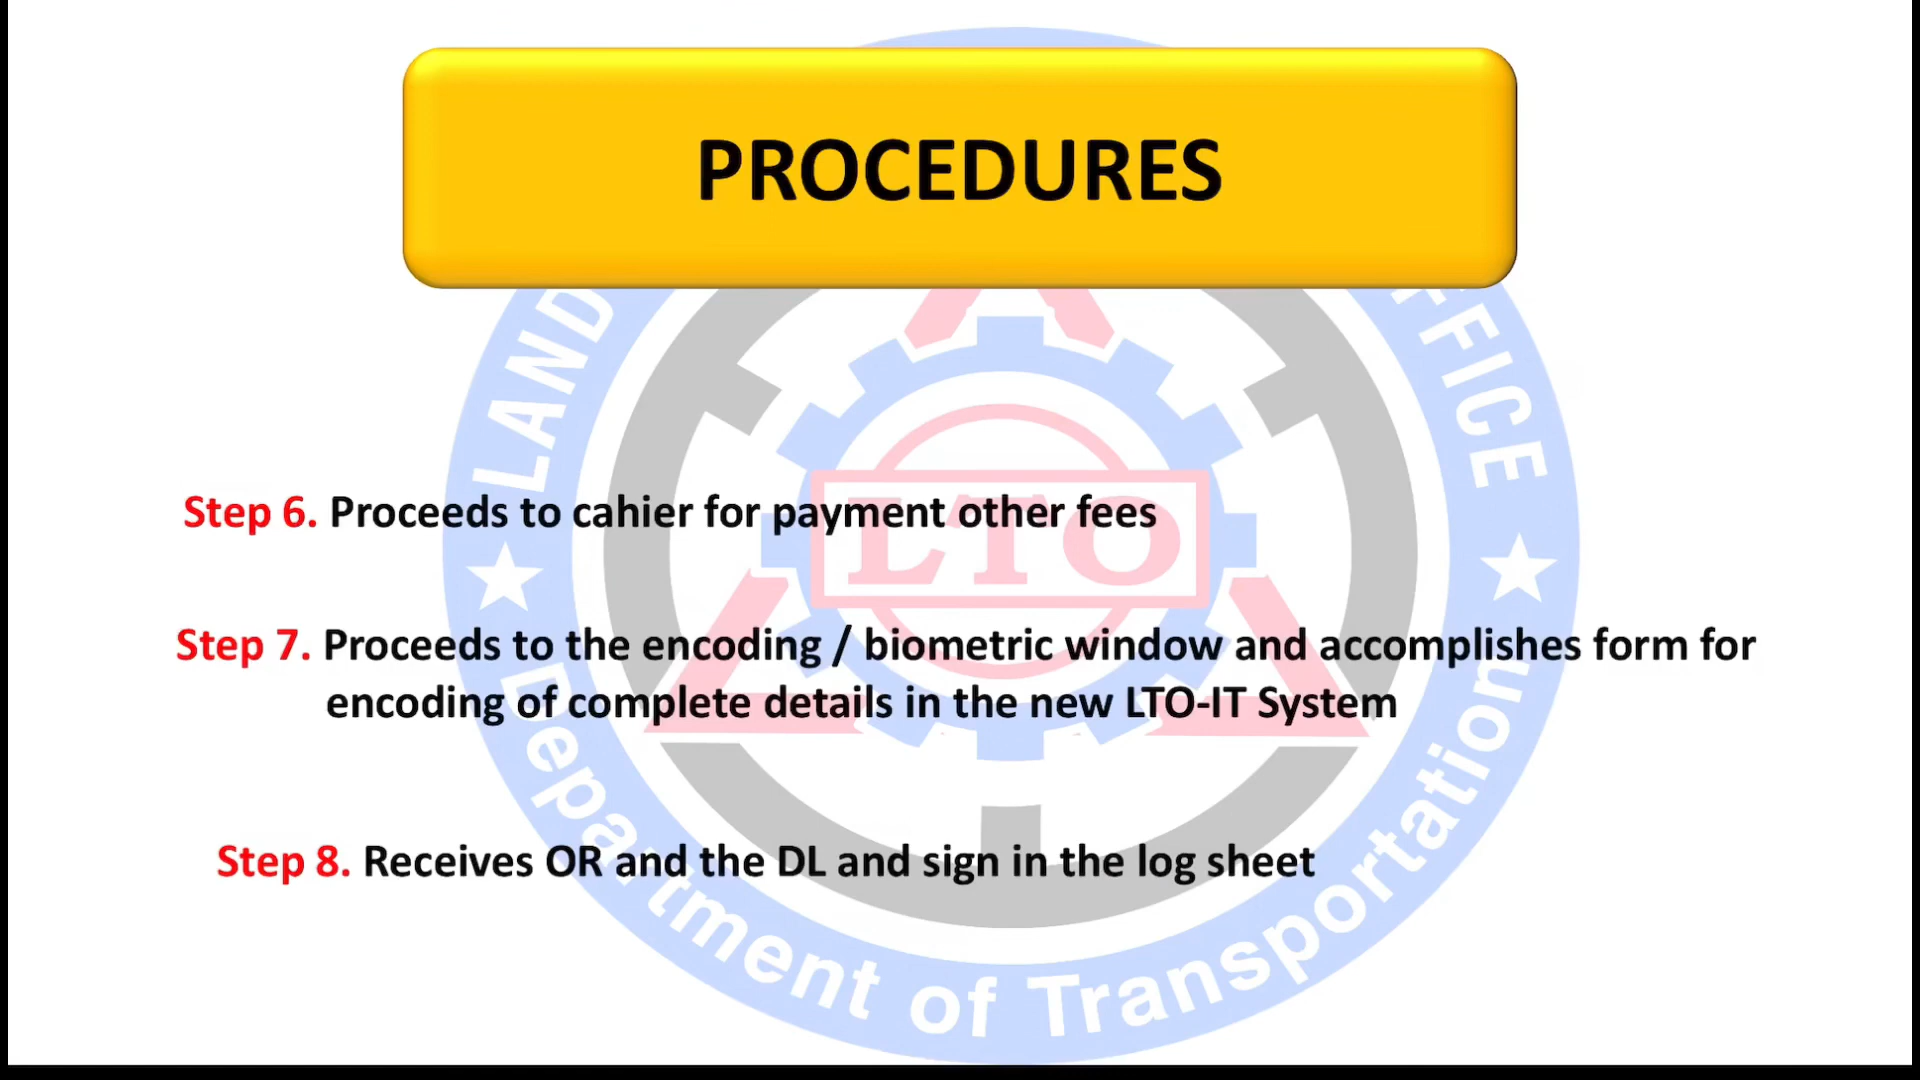 PROCEDURES
Step 6. Proceeds to cahier for payment other fees
Step 7. Proceeds to the encoding / biometric window and accomplishes form for
encoding of complete details in the new LTO-IT System
Step 8. Receives OR and the DL and sign in the log sheet
LAND
FFICE
LTO
Department of Transportation